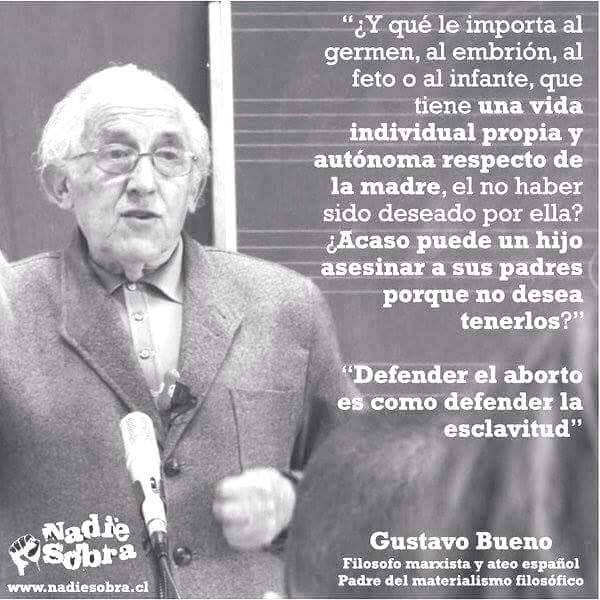 “¿Y qué le importa al
germen, al embrión, al
feto o al infante, que
tiene una vida
individual propia y
autónoma respecto de
la madre, el no haber
sido deseado por ella?
¿Acaso puede un hijo
asesinar a sus padres
porque no desea
tenerlos?”
“Defender el aborto
es como defender la
esclavitud”
Nadie
Sobra
www.nadiesobra.cl
Gustavo Bueno
Filosofo marxista y ateo español
Padre del materialismo filosófico